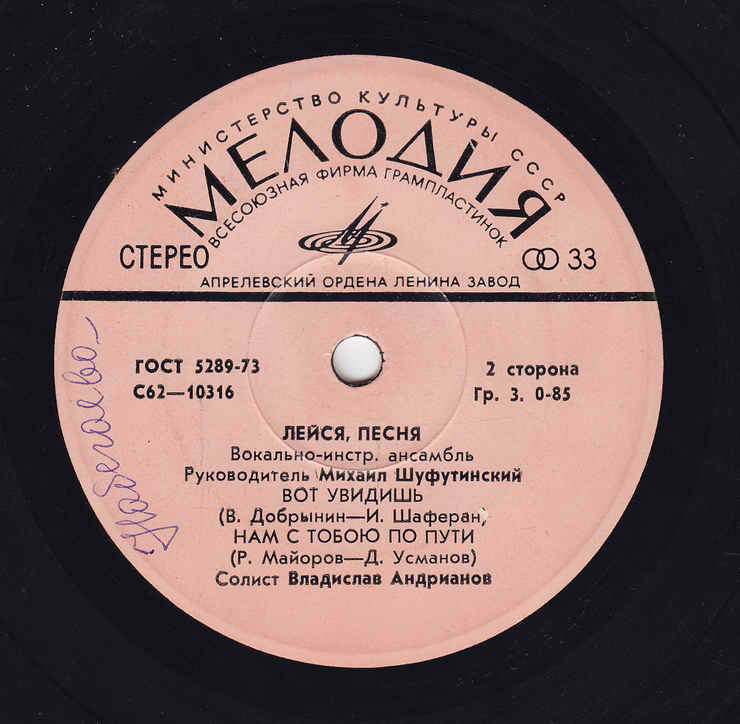 МИНИСТЕРСТВО КУЛЬТУРЫ СССР
МЕЛОДИЯ
ВСЕСОЮЗНАЯ ФИРМА ГРАМПЛАСТИНОК
СТЕРЕО
33
АПРЕЛЕВСКИЙ ОРДЕНА ЛЕНИНА ЗАВОД
ГОСТ 5289-73
2 сторона
С62—10316
Гр. 3. 0-85
ЛЕЙСЯ, ПЕСНЯ
Вокально-инстр. ансамбль
Руководитель Михаил Шуфутинский
ВОТ УВИДИШЬ
(В. Добрынин—И. Шаферан,
НАМ С ТОБОЮ ПО ПУТИ
(Р. Майоров—Д. Усманов)
Солист Владислав Андрианов